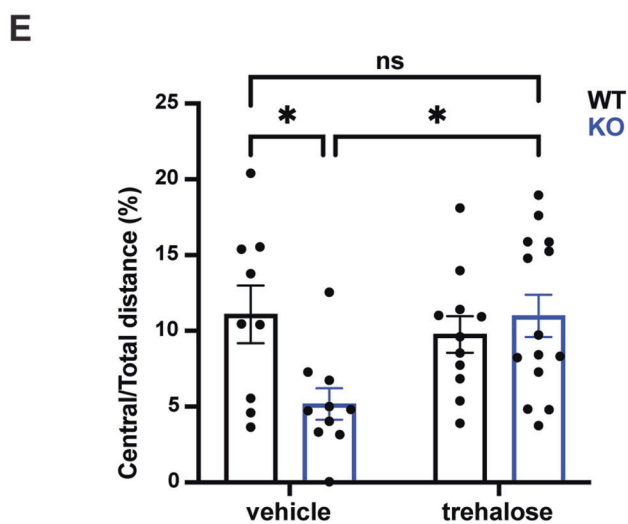 E
ns
WT
KO
*
*
Central/Total distance (%)
25
20
15
10
5
0
vehicle
trehalose